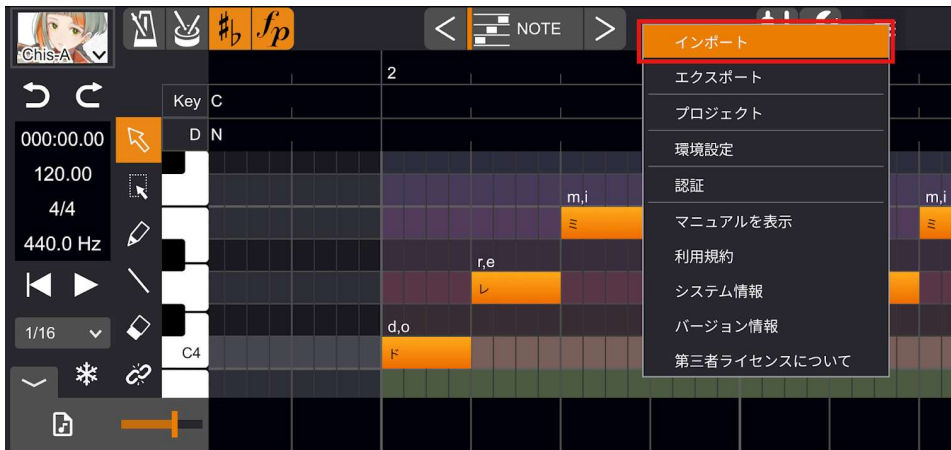 Chis-A
NOTE
000:00.00
120.00
4/4
440.0 Hz
1/16
2
Key C
D N
C4
d,o
ド
r,e
レ
m,i
ミ
m,i
ミ
インポート
エクスポート
プロジェクト
環境設定
認証
マニュアルを表示
利用規約
システム情報
バージョン情報
第三者ライセンスについて